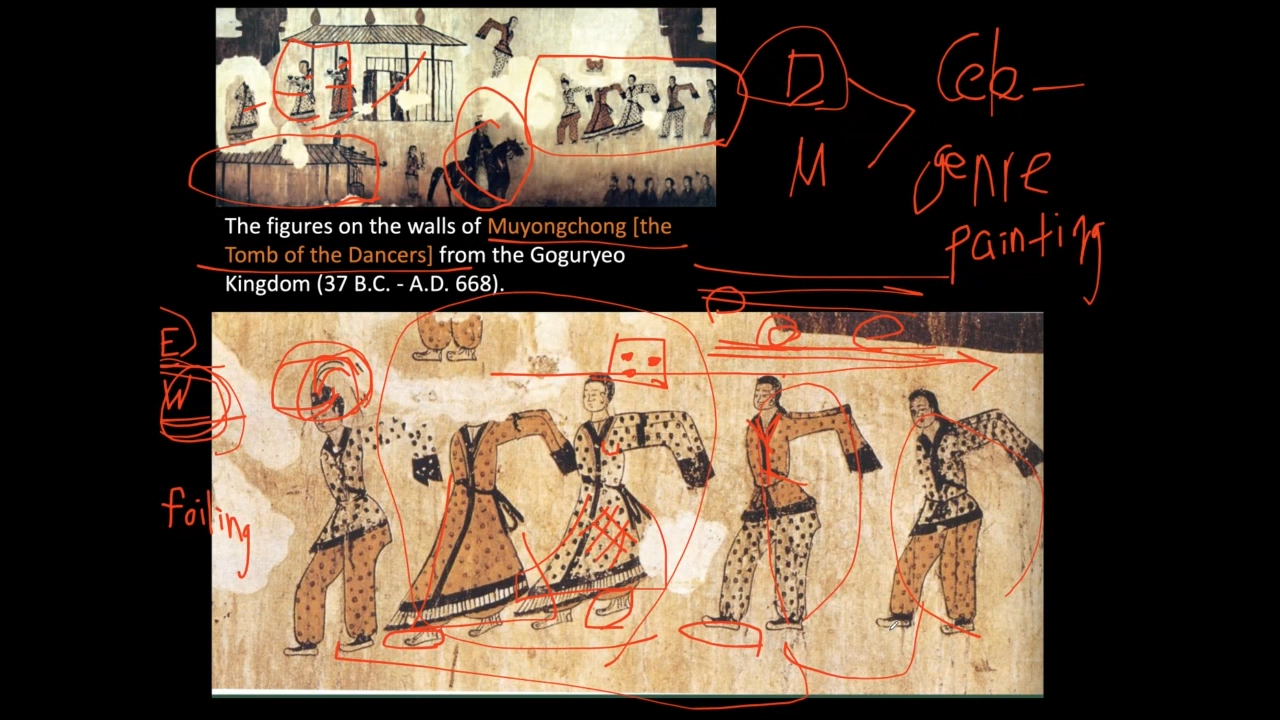 D
M
Cele—
genre
painting
The figures on the walls of Muyongchong [the
Tomb of the Dancers] from the Goguryeo
Kingdom (37 B.C. - A.D. 668).
E)
W
foiling